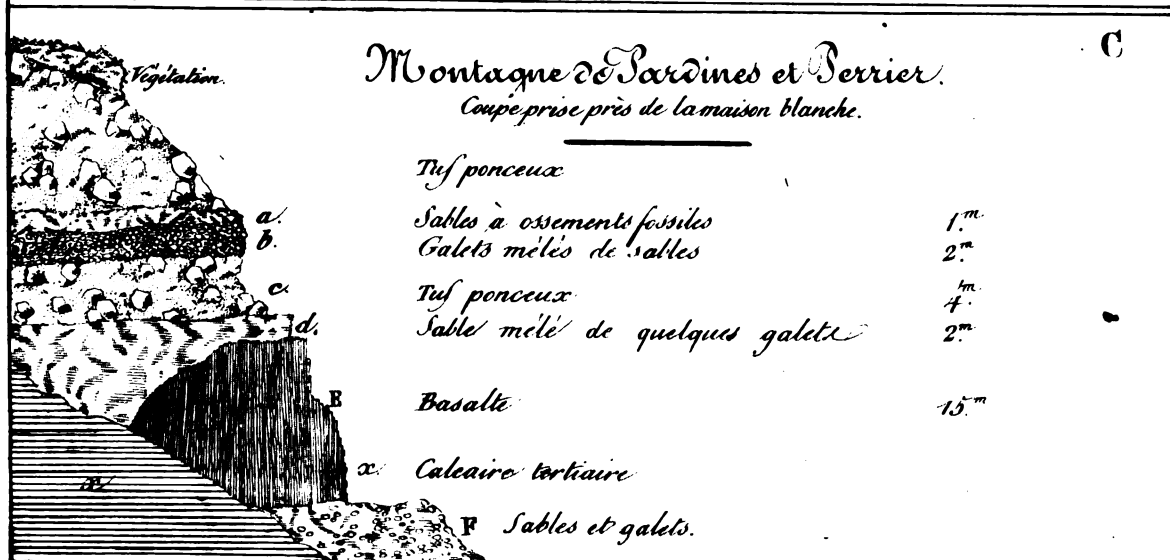 C
Montagne de Pardines et Perrier.
Coupe prise près de la maison blanche.
Végétation.
Tuf ponceux
a. Sables à ossements fossiles 1.m
b. Galets mélés de sables 2.m
c. Tuf ponceux 4.m
d. Sable mélé de quelques galets 2.m
E Basalte 15.m
x. Calcaire tertiaire
x
F Sables et galets.